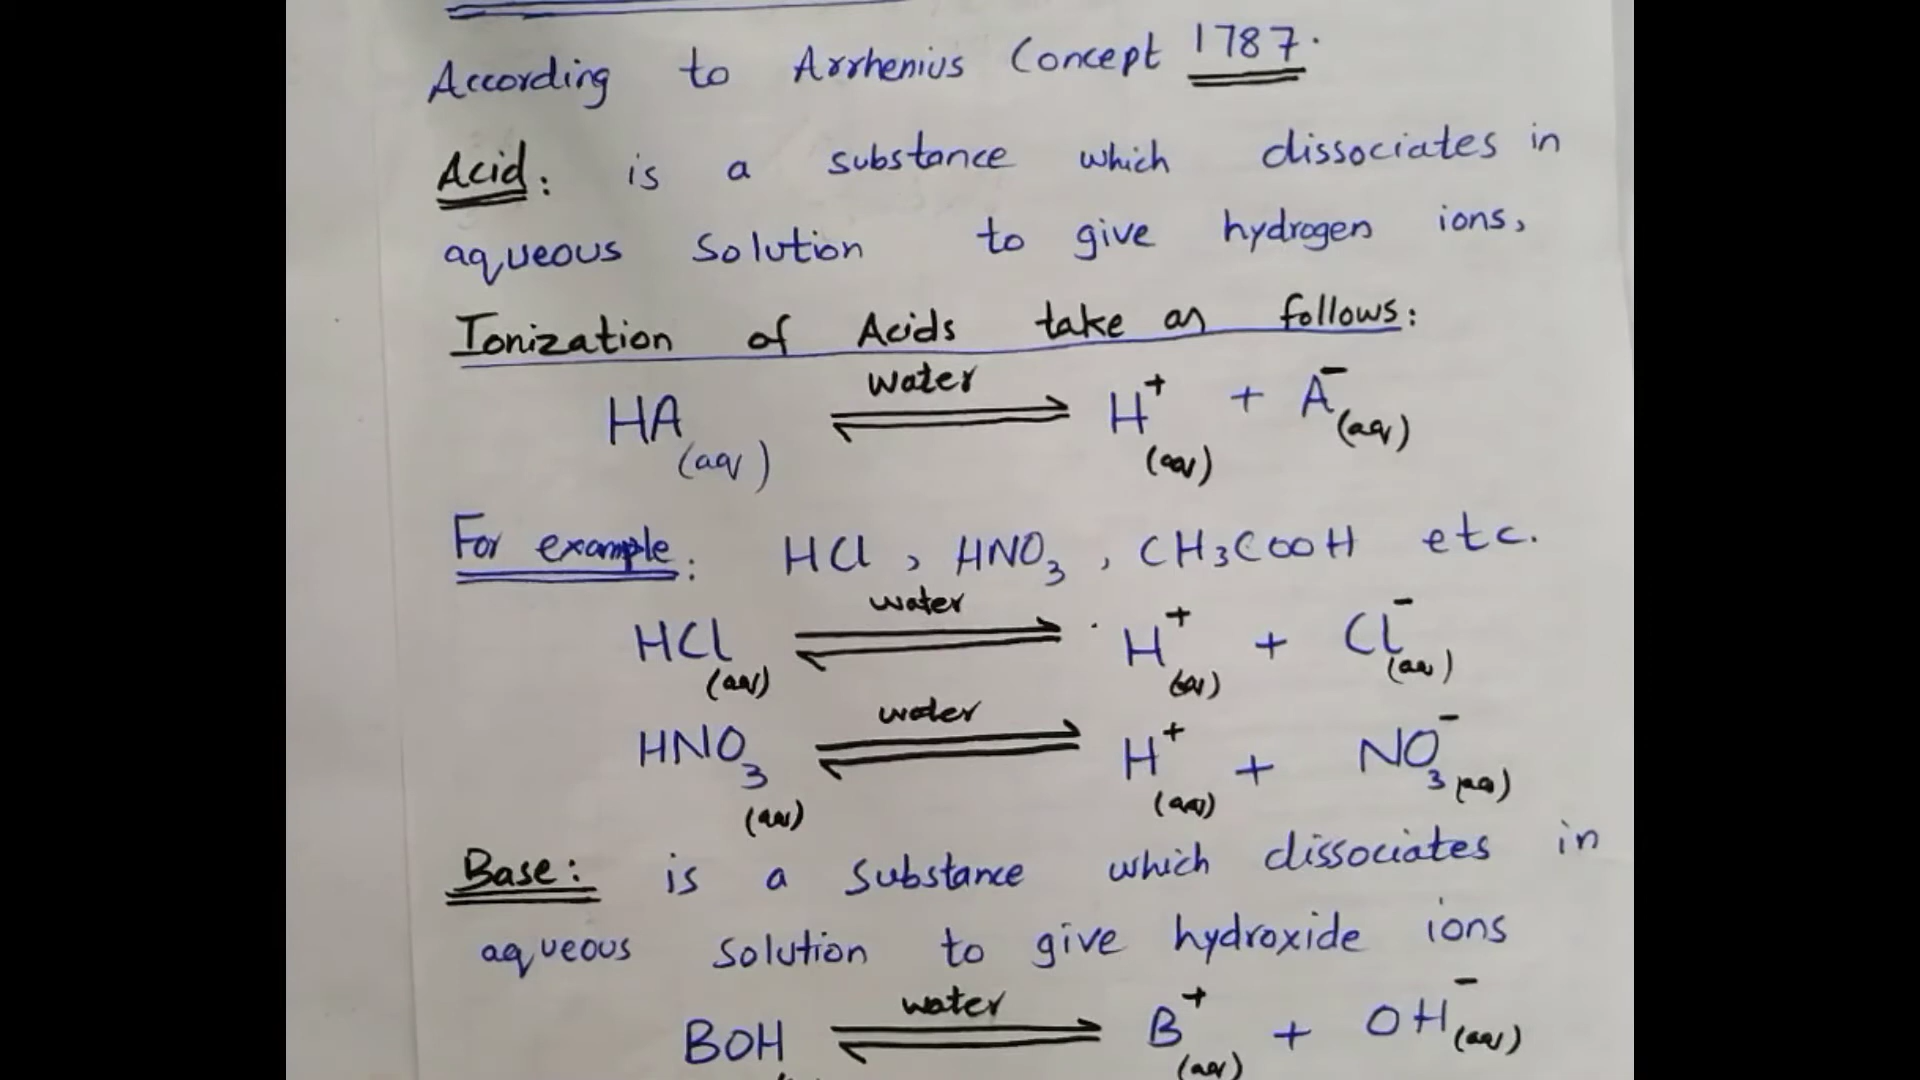 According to Arrhenius Concept 1787.
Acid: is a substance which dissociates in
aqueous solution to give hydrogen ions,
Ionization of Acids take as follows:
water
HA(aq) ⇌ H⁺(aq) + A⁻(aq)
For example: HCl, HNO₃, CH₃COOH etc.
water
HCl(aq) ⇌ H⁺(aq) + Cl⁻(aq)
water
HNO₃(aq) ⇌ H⁺(aq) + NO₃⁻(aq)
Base: is a substance which dissociates in
aqueous solution to give hydroxide ions
water
BOH ⇌ B⁺(aq) + OH⁻(aq)